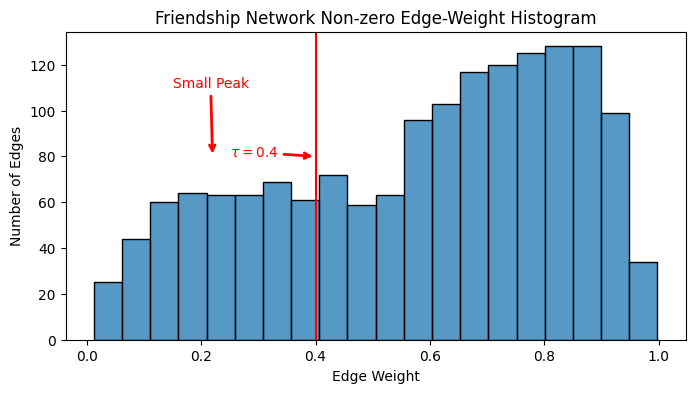 Friendship Network Non-zero Edge-Weight Histogram
Number of Edges
120
100
80
60
40
20
0
Small Peak
τ = 0.4
0.0 0.2 0.4 0.6 0.8 1.0
Edge Weight